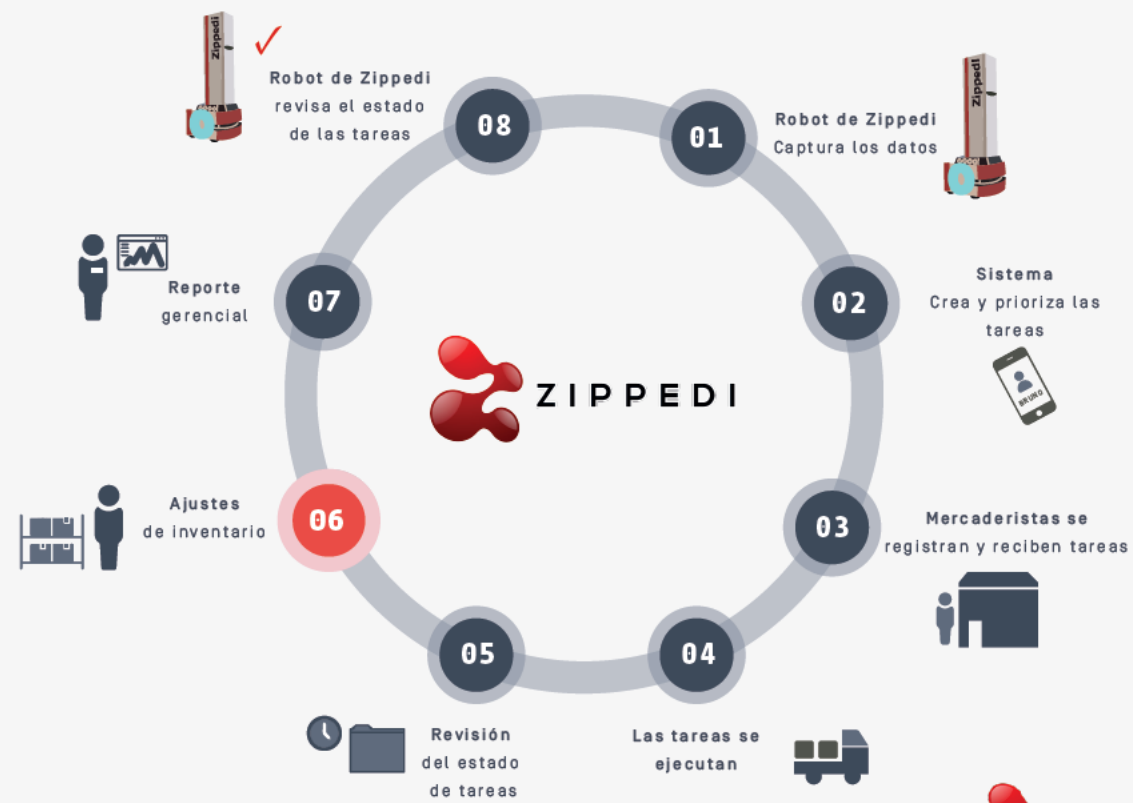 Zippedi
Robot de Zippedi
revisa el estado
de las tareas
08
01
Robot de Zippedi
Captura los datos
Zippedi
02
Sistema
Crea y prioriza las
tareas
BRUNO
03
Mercaderistas se
registran y reciben tareas
04
Las tareas se
ejecutan
05
Revisión
del estado
de tareas
06
Ajustes
de inventario
07
Reporte
gerencial
ZIPPEDI